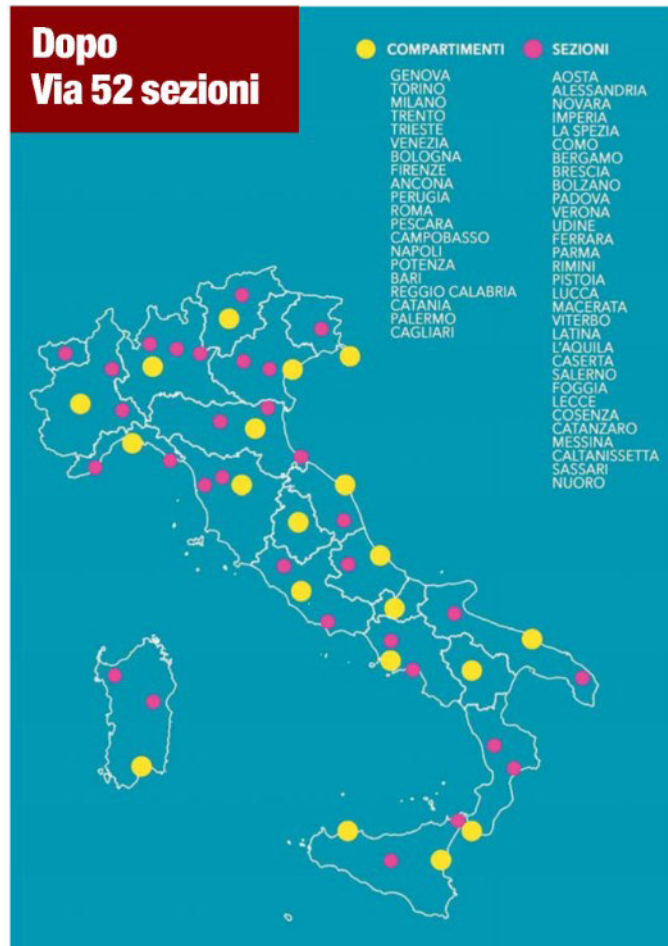 Dopo
Via 52 sezioni
COMPARTIMENTI
GENOVA
TORINO
MILANO
TRENTO
TRIESTE
VENEZIA
BOLOGNA
FIRENZE
ANCONA
PERUGIA
ROMA
PESCARA
CAMPOBASSO
NAPOLI
POTENZA
BARI
REGGIO CALABRIA
CATANIA
PALERMO
CAGLIARI
SEZIONI
AOSTA
ALESSANDRIA
NOVARA
IMPERIA
LA SPEZIA
COMO
BERGAMO
BRESCIA
BOLZANO
PADOVA
VERONA
UDINE
FERRARA
PARMA
RIMINI
PISTOIA
LUCCA
MACERATA
VITERBO
LATINA
L'AQUILA
CASERTA
SALERNO
FOGGIA
LECCE
COSENZA
CATANZARO
MESSINA
CALTANISSETTA
SASSARI
NUORO